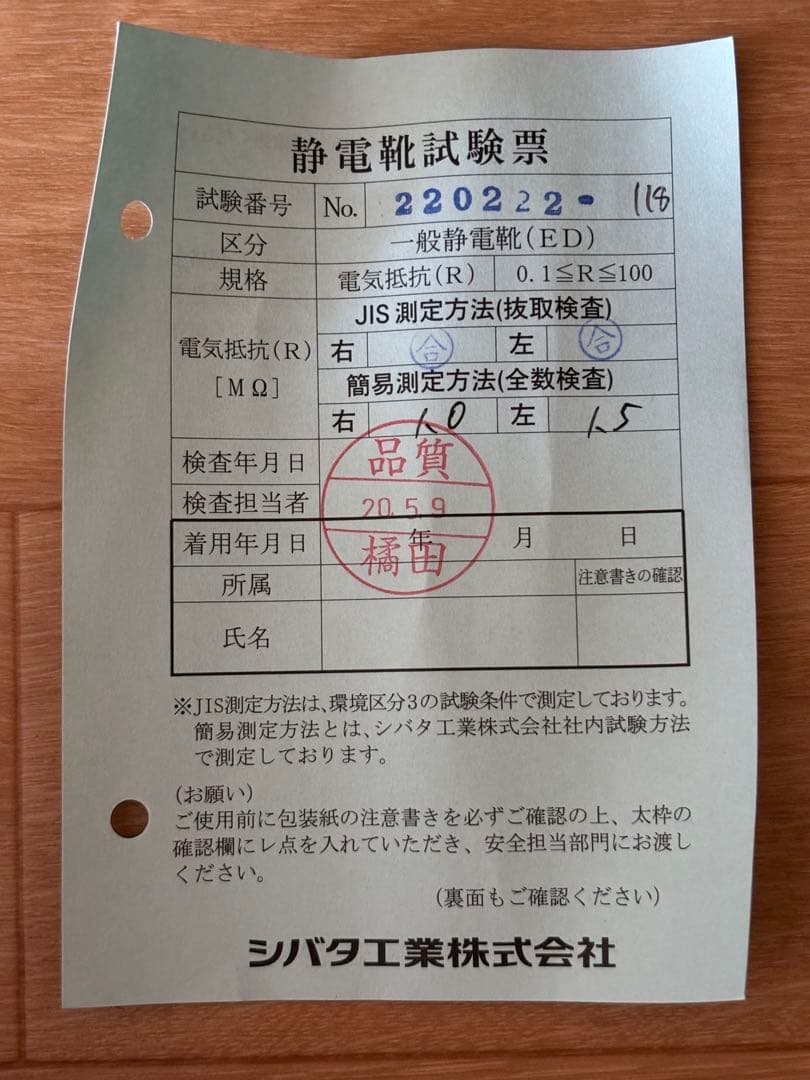 静電靴試験票
試験番号 No. 220222- 118
区分 一般静電靴(ED)
規格 電気抵抗(R) 0.1≦R≦100
電気抵抗(R)
[MΩ]
JIS測定方法(抜取検査)
右 合 左 合
簡易測定方法(全数検査)
右 1.0 左 1.5
検査年月日
検査担当者
品質
20.5.9
橘田
着用年月日 年 月 日
所属 注意書きの確認
氏名
※JIS測定方法は、環境区分3の試験条件で測定しております。
簡易測定方法とは、シバタ工業株式会社社内試験方法
で測定しております。
(お願い)
ご使用前に包装紙の注意書きを必ずご確認の上、太枠の
確認欄にレ点を入れていただき、安全担当部門にお渡し
ください。
(裏面もご確認ください)
シバタ工業株式会社